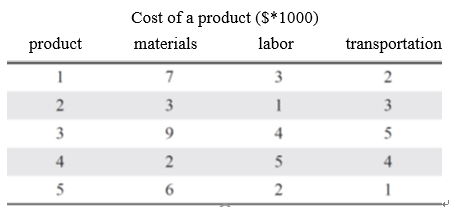 Cost of a product ($*1000)
product materials labor transportation
1 7 3 2
2 3 1 3
3 9 4 5
4 2 5 4
5 6 2 1